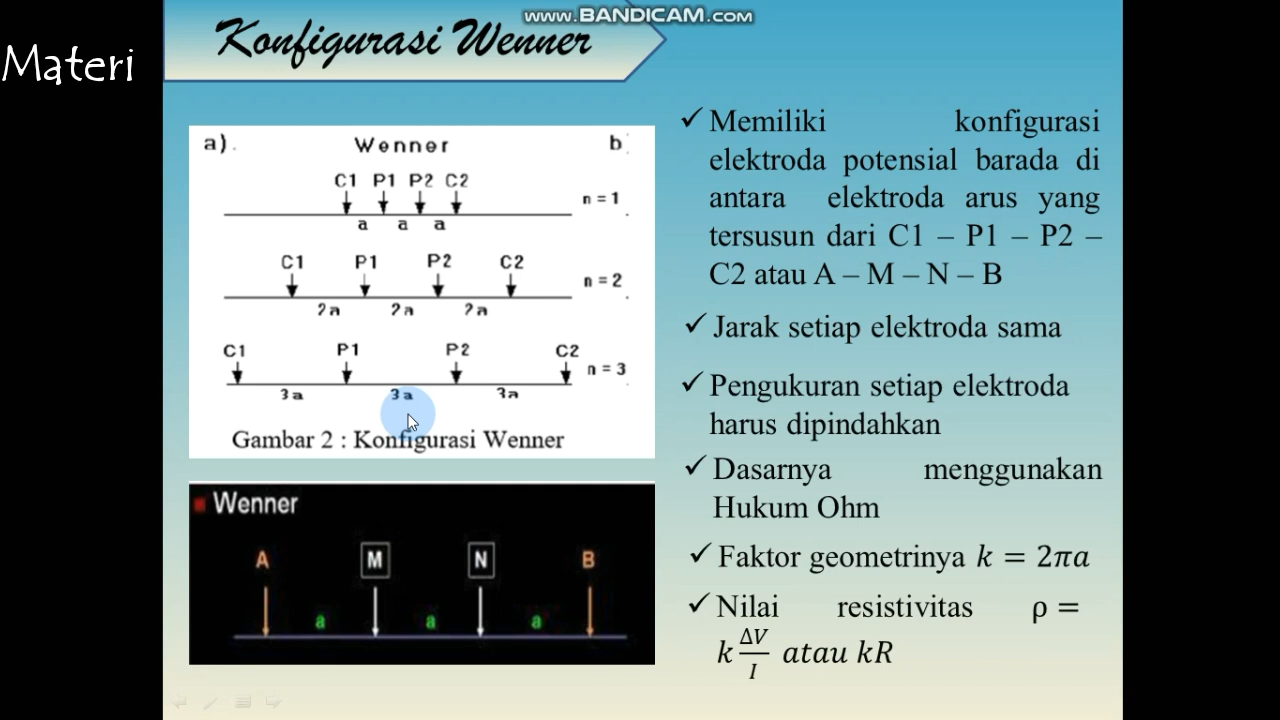 www.BANDICAM.com
Materi
Konfigurasi Wenner
a).
Wenner
b
C1 P1 P2 C2
n = 1
a a a
C1 P1 P2 C2
n = 2
2a 2a 2a
C1 P1 P2 C2
n = 3
3a 3a 3a
Gambar 2 : Konfigurasi Wenner
Wenner
A M N B
a a a
✓ Memiliki konfigurasi
elektroda potensial barada di
antara elektroda arus yang
tersusun dari C1 – P1 – P2 –
C2 atau A – M – N – B
✓ Jarak setiap elektroda sama
✓ Pengukuran setiap elektroda
harus dipindahkan
✓ Dasarnya menggunakan
Hukum Ohm
✓ Faktor geometrinya k = 2πa
✓ Nilai resistivitas ρ =
k ΔV/I atau kR